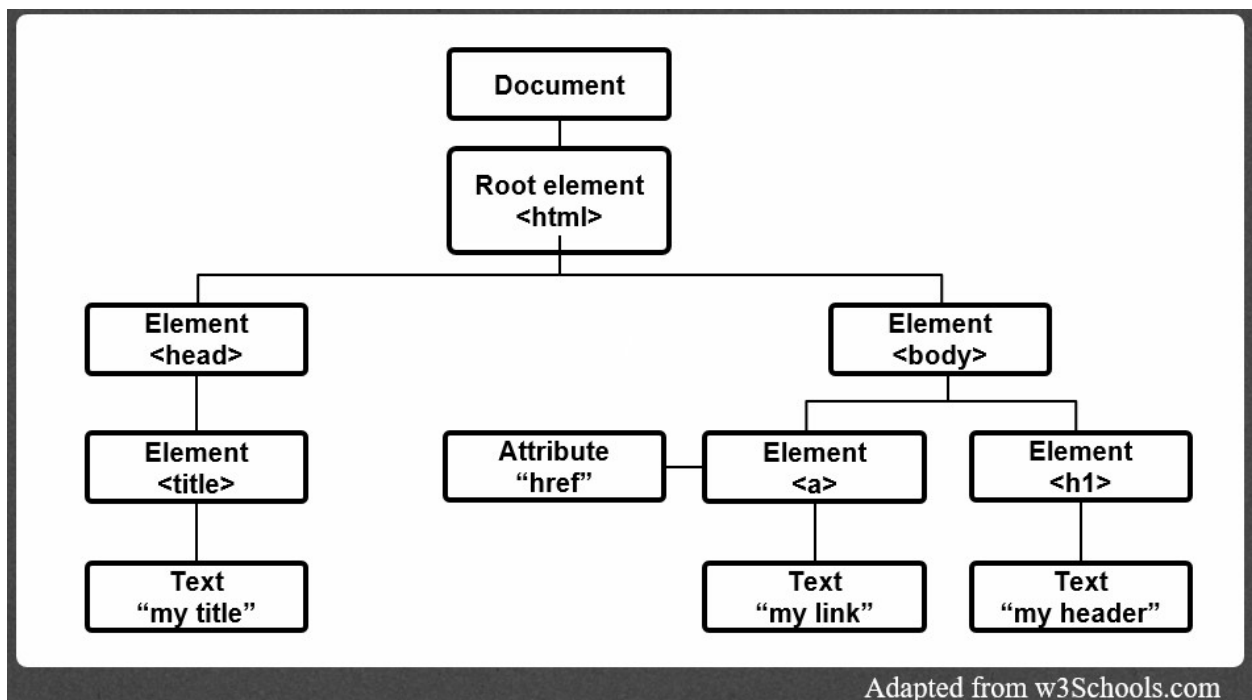 Document
Root element
<html>
Element
<head>
Element
<body>
Element
<title>
Attribute
“href”
Element
<a>
Element
<h1>
Text
“my title”
Text
“my link”
Text
“my header”
Adapted from w3Schools.com